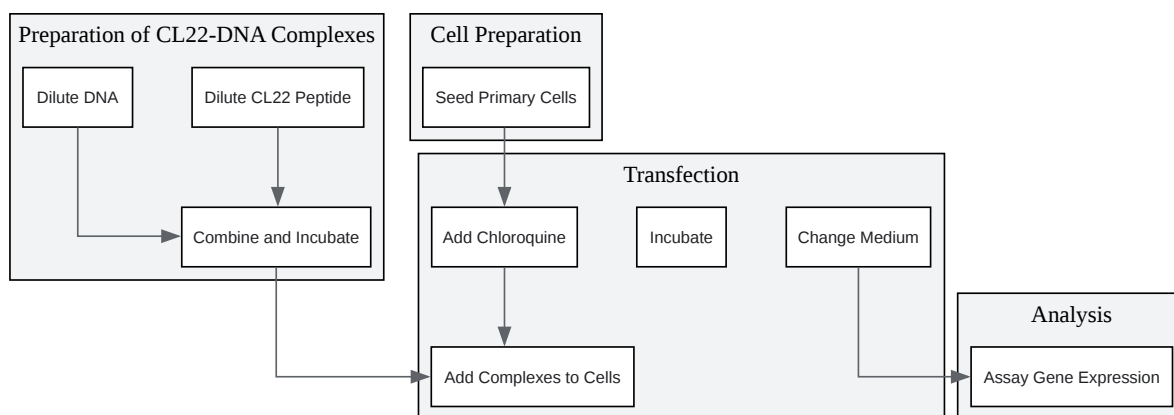 Preparation of CL22-DNA Complexes
Dilute DNA
Dilute CL22 Peptide
Combine and Incubate
Cell Preparation
Seed Primary Cells
Transfection
Add Chloroquine
Incubate
Change Medium
Add Complexes to Cells
Analysis
Assay Gene Expression